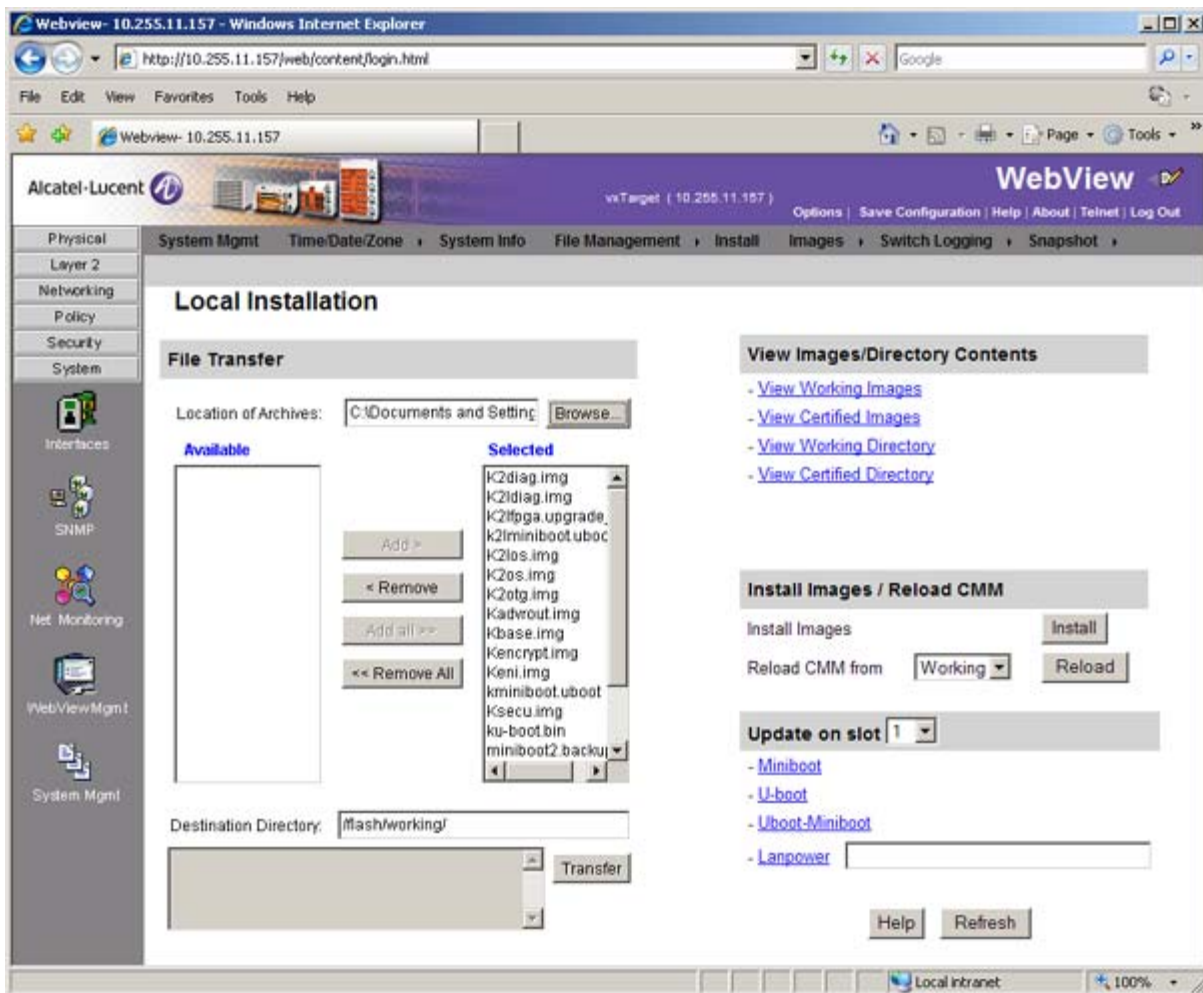 Webview- 10.255.11.157 - Windows Internet Explorer
http://10.255.11.157/web/content/login.html
Google
File Edit View Favorites Tools Help
Webview- 10.255.11.157
Page
Tools
Alcatel-Lucent
vxTarget ( 10.255.11.157 )
WebView
Options | Save Configuration | Help | About | Telnet | Log Out
Physical
Layer 2
Networking
Policy
Security
System
Interfaces
SNMP
Net Monitoring
WebViewMgmt
System Mgmt
System Mgmt Time/Date/Zone System Info File Management Install Images Switch Logging Snapshot
Local Installation
File Transfer
Location of Archives: C:\Documents and Setting Browse...
Available
Selected
K2diag.img
K2ldiag.img
K2lfpga.upgrade_
k2lminiboot.uboo
K2los.img
K2os.img
K2otg.img
Kadvrout.img
Kbase.img
Kencrypt.img
Keni.img
kminiboot.uboot
Ksecu.img
ku-boot.bin
miniboot2.backup
Add >
< Remove
Add all >>
<< Remove All
Destination Directory: /flash/working/
Transfer
View Images/Directory Contents
- View Working Images
- View Certified Images
- View Working Directory
- View Certified Directory
Install Images / Reload CMM
Install Images Install
Reload CMM from Working Reload
Update on slot 1
- Miniboot
- U-boot
- Uboot-Miniboot
- Lanpower
Help Refresh
Local intranet
100%